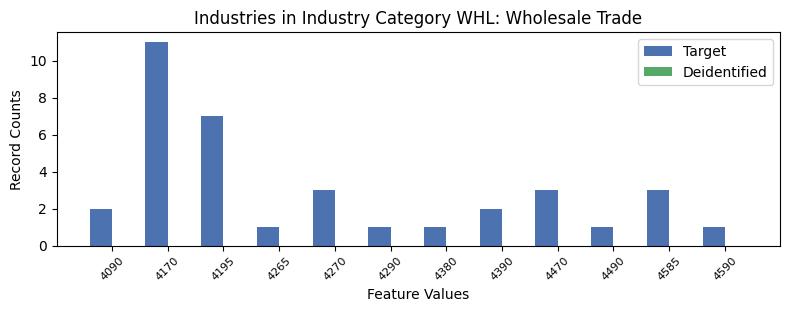 Industries in Industry Category WHL: Wholesale Trade
Target
Deidentified
Record Counts
10
8
6
4
2
0
4090 4170 4195 4265 4270 4290 4380 4390 4470 4490 4585 4590
Feature Values